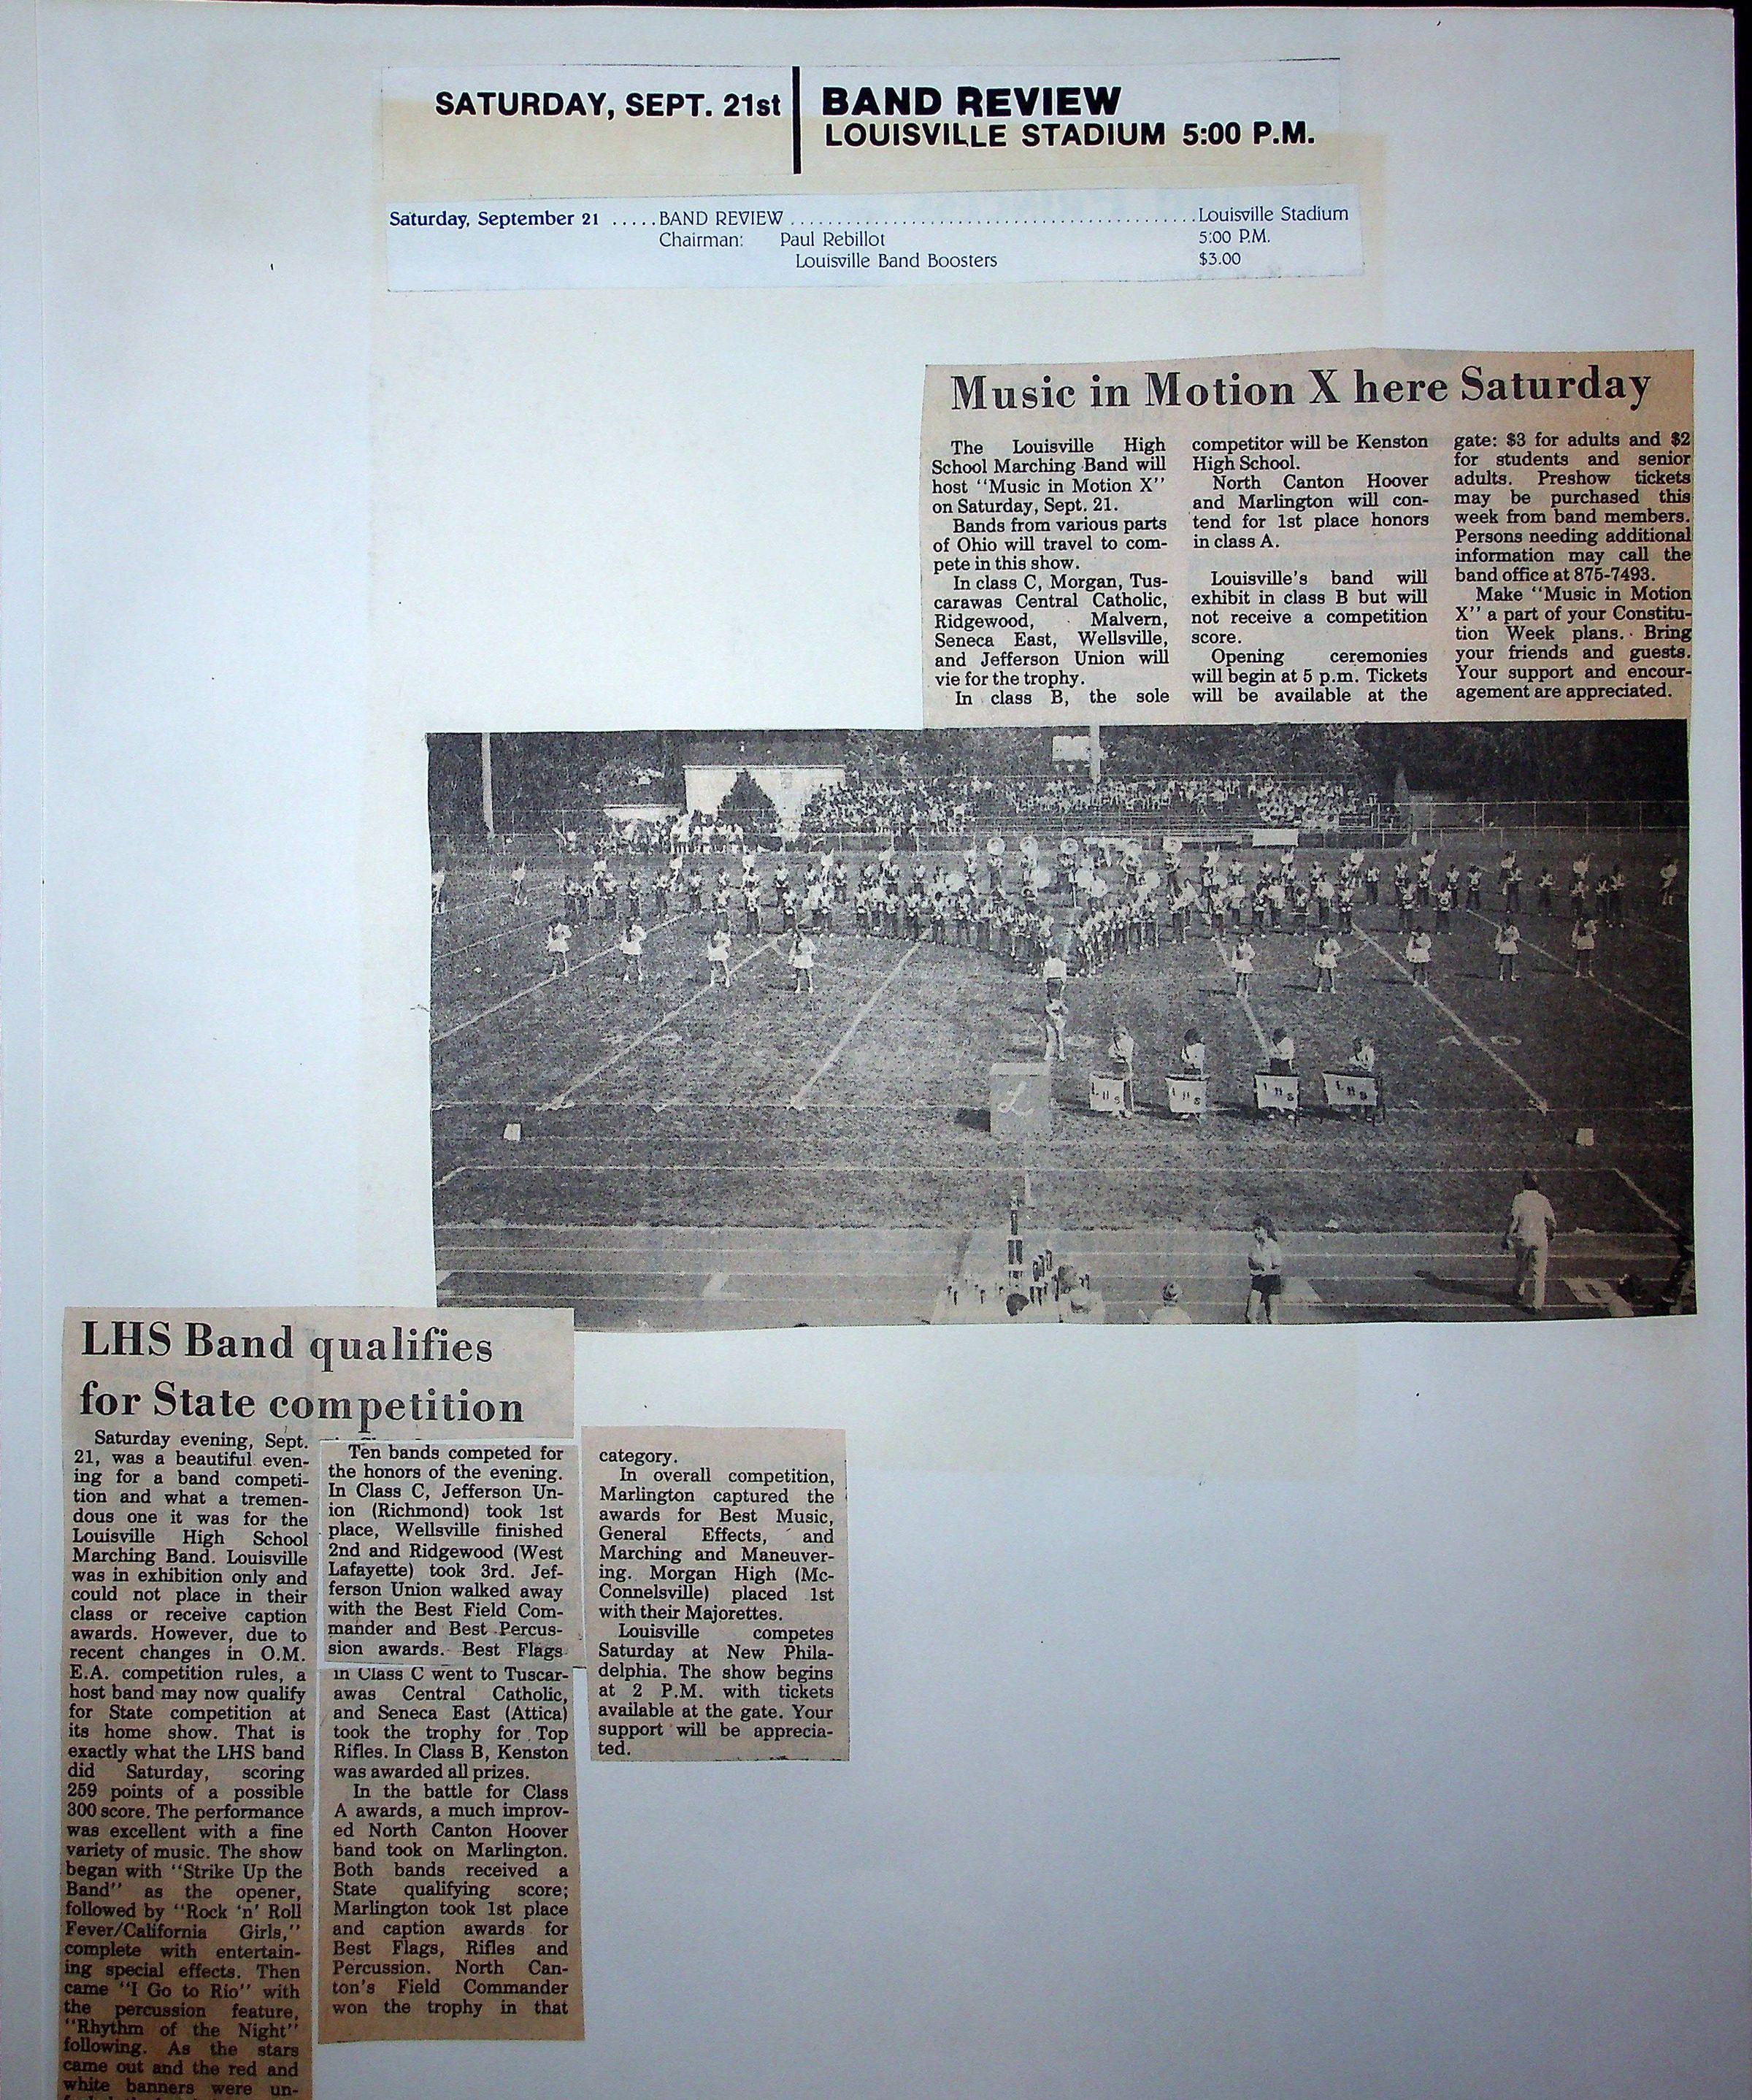 SATURDAY, SEPT. 21st
BAND REVIEW
LOUISVILLE STADIUM 5:00 P.M.
Saturday, September 21 .....BAND REVIEW ..........................................Louisville Stadium
Chairman: Paul Rebillot 5:00 P.M.
Louisville Band Boosters $3.00
Music in Motion X here Saturday
The Louisville High
School Marching Band will
host "Music in Motion X"
on Saturday, Sept. 21.
Bands from various parts
of Ohio will travel to com-
pete in this show.
In class C, Morgan, Tus-
carawas Central Catholic,
Ridgewood, Malvern,
Seneca East, Wellsville,
and Jefferson Union will
vie for the trophy.
In class B, the sole
competitor will be Kenston
High School.
North Canton Hoover
and Marlington will con-
tend for 1st place honors
in class A.
Louisville's band will
exhibit in class B but will
not receive a competition
score.
Opening ceremonies
will begin at 5 p.m. Tickets
will be available at the
gate: $3 for adults and $2
for students and senior
adults. Preshow tickets
may be purchased this
week from band members.
Persons needing additional
information may call the
band office at 875-7493.
Make "Music in Motion
X" a part of your Constitu-
tion Week plans. Bring
your friends and guests.
Your support and encour-
agement are appreciated.
L
LHS
LHS
LHS
LHS
LHS Band qualifies
for State competition
Saturday evening, Sept.
21, was a beautiful even-
ing for a band competi-
tion and what a tremen-
dous one it was for the
Louisville High School
Marching Band. Louisville
was in exhibition only and
could not place in their
class or receive caption
awards. However, due to
recent changes in O.M.
E.A. competition rules, a
host band may now qualify
for State competition at
its home show. That is
exactly what the LHS band
did Saturday, scoring
259 points of a possible
300 score. The performance
was excellent with a fine
variety of music. The show
began with "Strike Up the
Band" as the opener,
followed by "Rock 'n' Roll
Fever/California Girls,"
complete with entertain-
ing special effects. Then
came "I Go to Rio" with
the percussion feature,
"Rhythm of the Night"
following. As the stars
came out and the red and
white banners were un-
Ten bands competed for
the honors of the evening.
In Class C, Jefferson Un-
ion (Richmond) took 1st
place, Wellsville finished
2nd and Ridgewood (West
Lafayette) took 3rd. Jef-
ferson Union walked away
with the Best Field Com-
mander and Best Percus-
sion awards. Best Flags
in Class C went to Tuscar-
awas Central Catholic,
and Seneca East (Attica)
took the trophy for Top
Rifles. In Class B, Kenston
was awarded all prizes.
In the battle for Class
A awards, a much improv-
ed North Canton Hoover
band took on Marlington.
Both bands received a
State qualifying score;
Marlington took 1st place
and caption awards for
Best Flags, Rifles and
Percussion. North Can-
ton's Field Commander
won the trophy in that
category.
In overall competition,
Marlington captured the
awards for Best Music,
General Effects, and
Marching and Maneuver-
ing. Morgan High (Mc-
Connelsville) placed 1st
with their Majorettes.
Louisville competes
Saturday at New Phila-
delphia. The show begins
at 2 P.M. with tickets
available at the gate. Your
support will be apprecia-
ted.